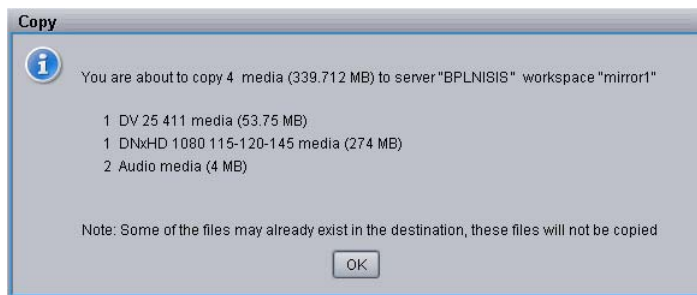 Copy
You are about to copy 4 media (339.712 MB) to server "BPLNISIS" workspace "mirror1"
1 DV 25 411 media (53.75 MB)
1 DNxHD 1080 115-120-145 media (274 MB)
2 Audio media (4 MB)
Note: Some of the files may already exist in the destination, these files will not be copied
OK